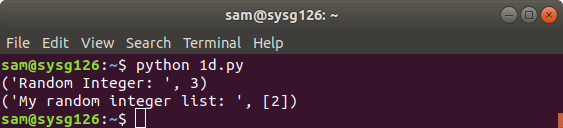 sam@sysg126: ~
File Edit View Search Terminal Help
sam@sysg126:~$ python 1d.py
('Random Integer: ', 3)
('My random integer list: ', [2])
sam@sysg126:~$